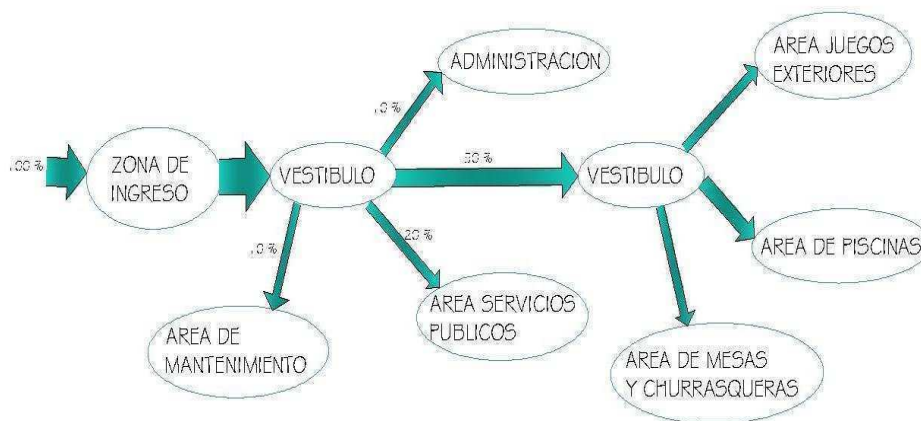 ADMINISTRACION
AREA JUEGOS
EXTERIORES
ZONA DE
INGRESO
VESTIBULO
VESTIBULO
20 %
AREA DE PISCINAS
AREA SERVICIOS
PUBLICOS
AREA DE
MANTENIMIENTO
AREA DE MESAS
Y CHURRASQUERAS